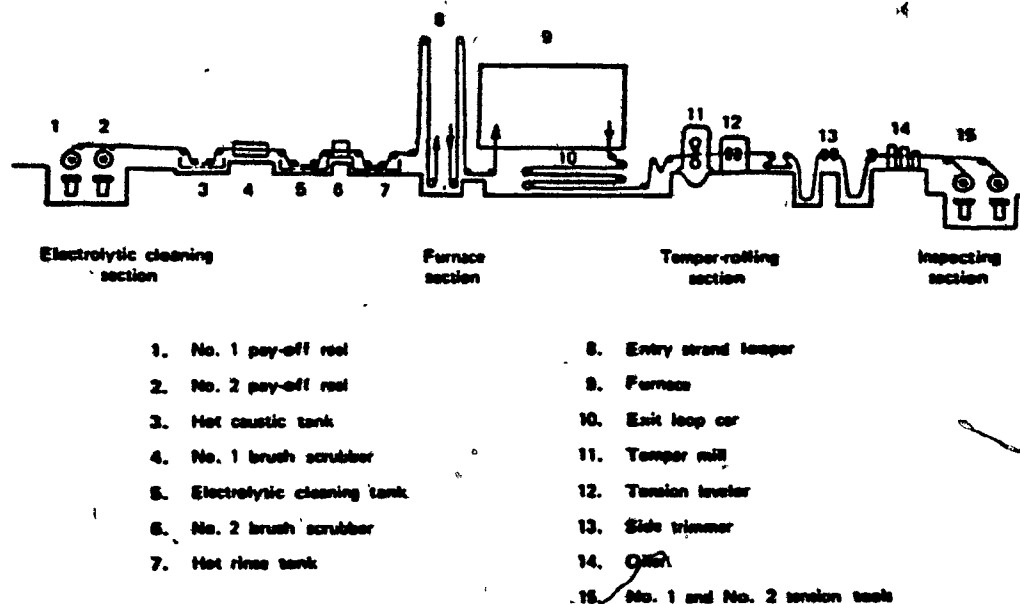 8
9
1 2
11 12 13 14 15
10
3 4 5 6 7
Electrolytic cleaning
section
Furnace
section
Temper-rolling
section
Inspecting
section
1. No. 1 pay-off reel
2. No. 2 pay-off reel
3. Hot caustic tank
4. No. 1 brush scrubber
5. Electrolytic cleaning tank
6. No. 2 brush scrubber
7. Hot rinse tank
8. Entry strand looper
9. Furnace
10. Exit loop car
11. Temper mill
12. Tension leveler
13. Side trimmer
14.
15. No. 1 and No. 2 tension